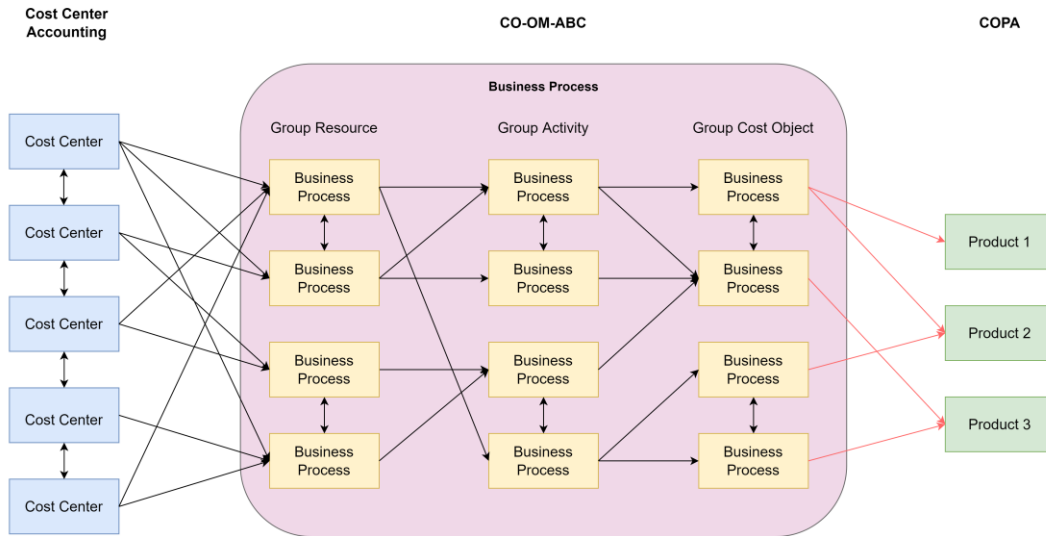 Cost Center
Accounting
CO-OM-ABC
COPA
Business Process
Group Resource
Group Activity
Group Cost Object
Cost Center
Cost Center
Cost Center
Cost Center
Cost Center
Business
Process
Business
Process
Business
Process
Business
Process
Business
Process
Business
Process
Business
Process
Business
Process
Business
Process
Business
Process
Business
Process
Business
Process
Product 1
Product 2
Product 3